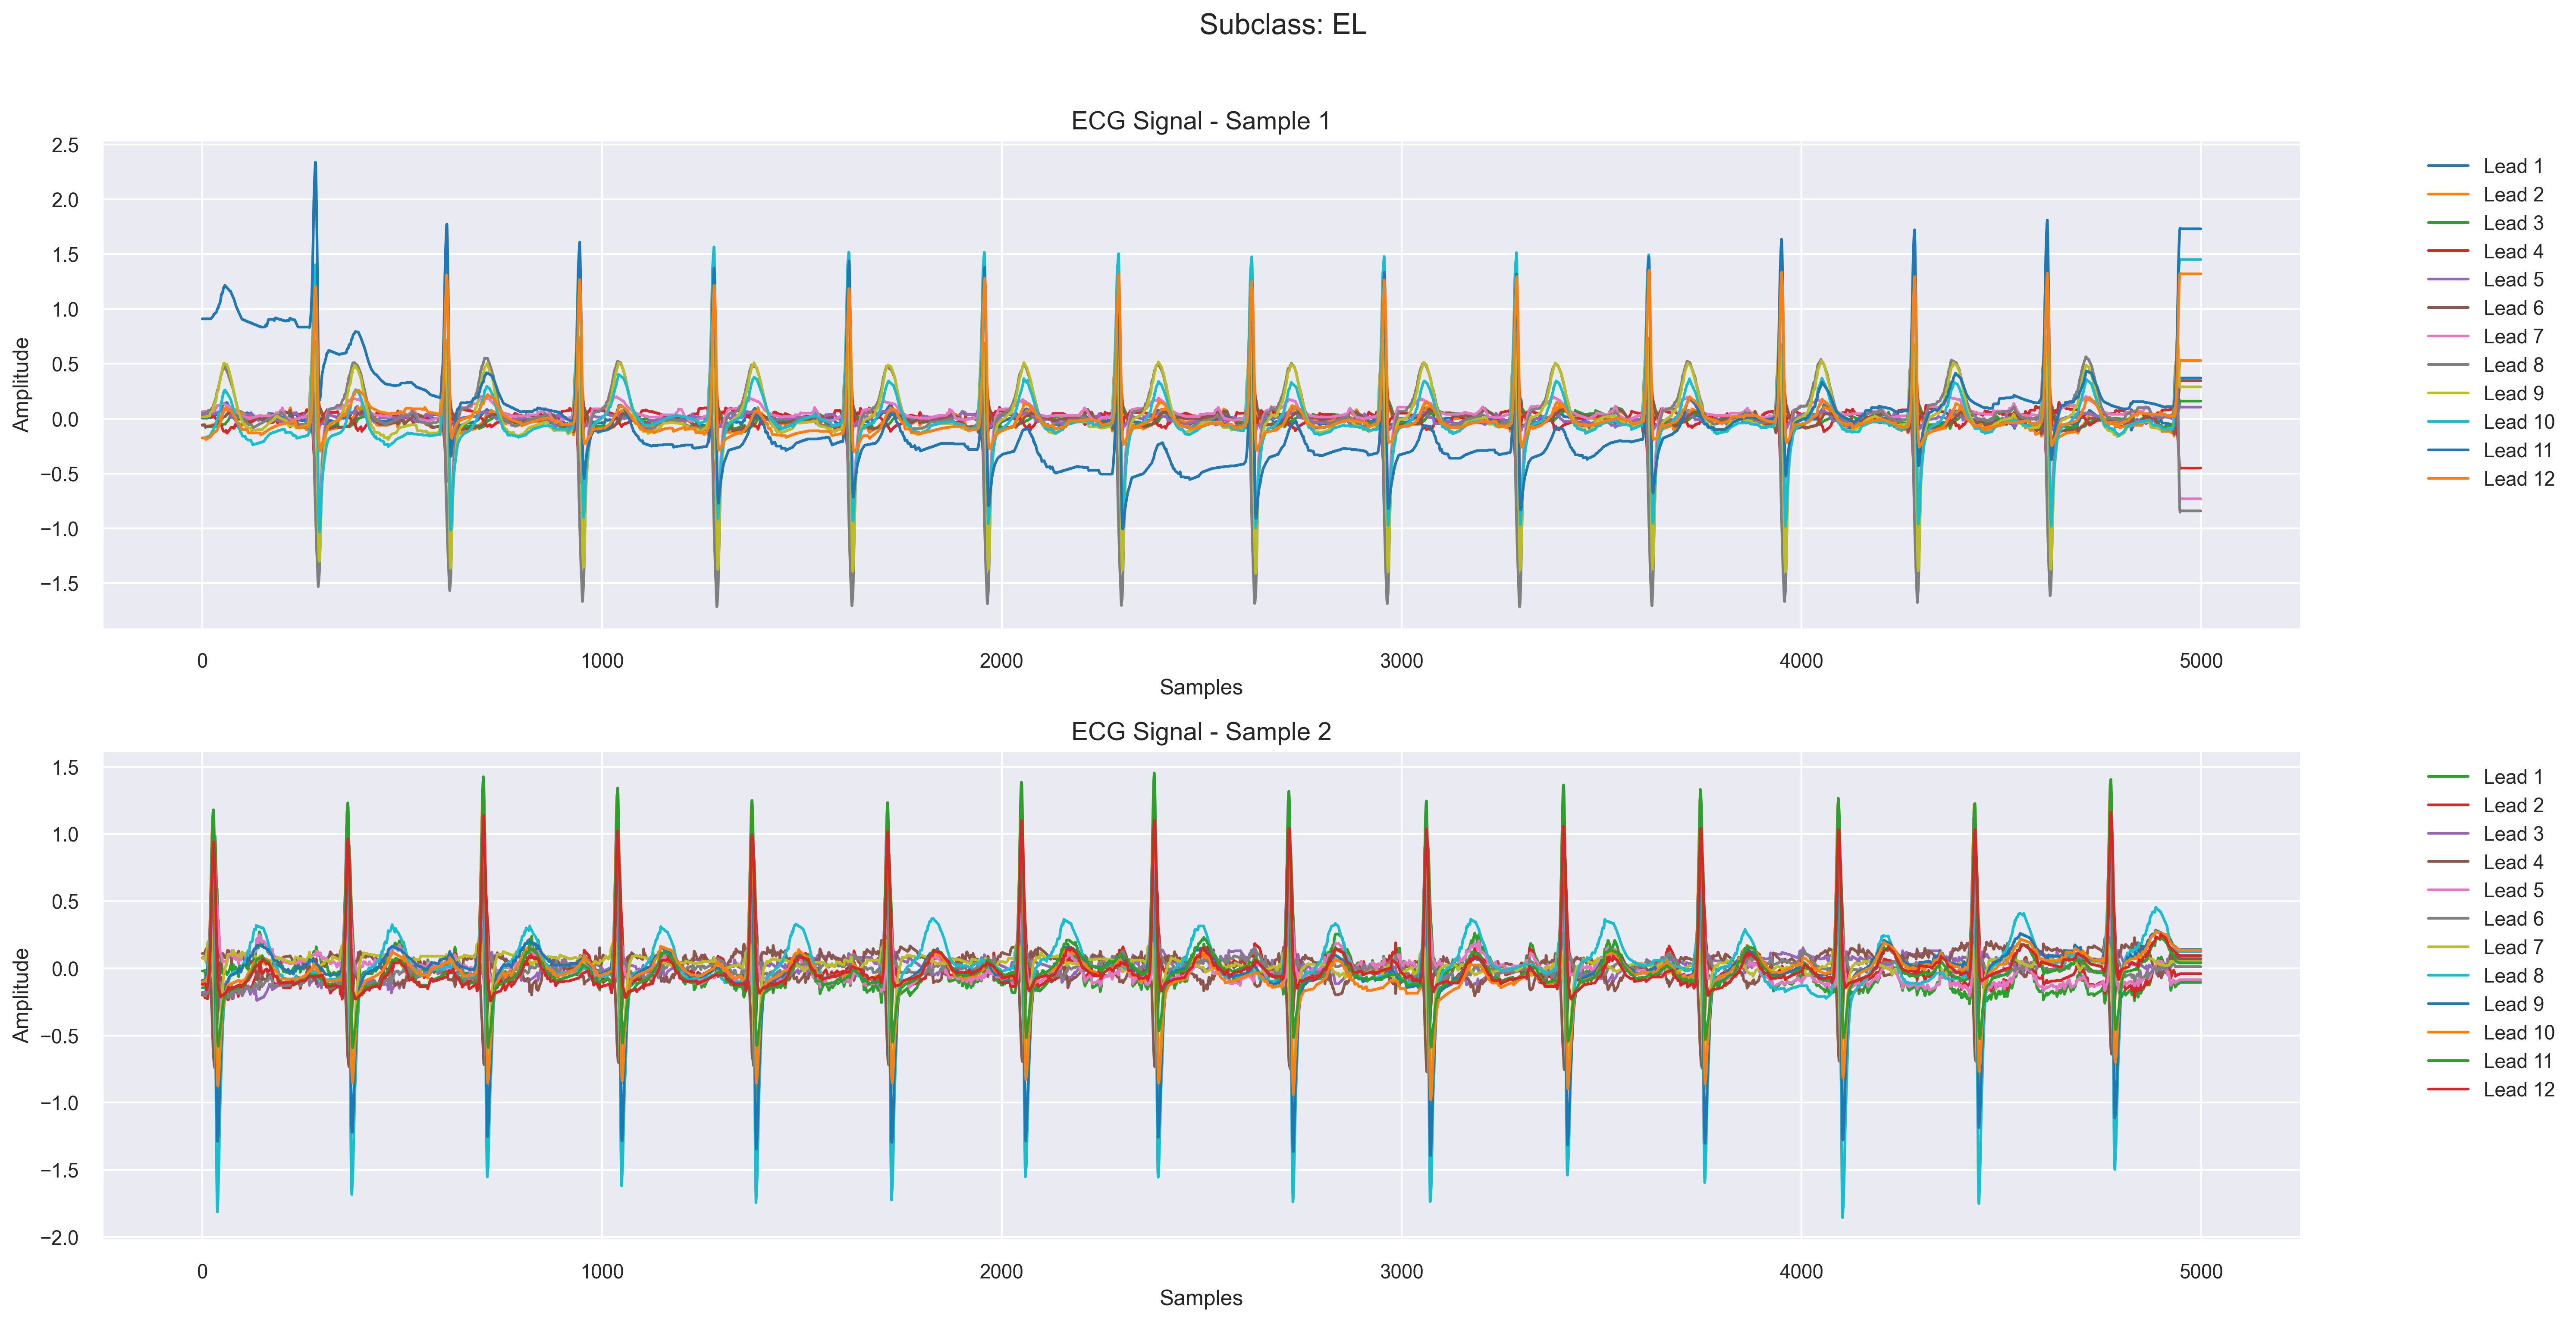 Subclass: EL
ECG Signal - Sample 1
2.5
2.0
1.5
1.0
0.5
0.0
−0.5
−1.0
−1.5
Amplitude
0 1000 2000 3000 4000 5000
Samples
Lead 1
Lead 2
Lead 3
Lead 4
Lead 5
Lead 6
Lead 7
Lead 8
Lead 9
Lead 10
Lead 11
Lead 12
ECG Signal - Sample 2
1.5
1.0
0.5
0.0
−0.5
−1.0
−1.5
−2.0
Amplitude
0 1000 2000 3000 4000 5000
Samples
Lead 1
Lead 2
Lead 3
Lead 4
Lead 5
Lead 6
Lead 7
Lead 8
Lead 9
Lead 10
Lead 11
Lead 12